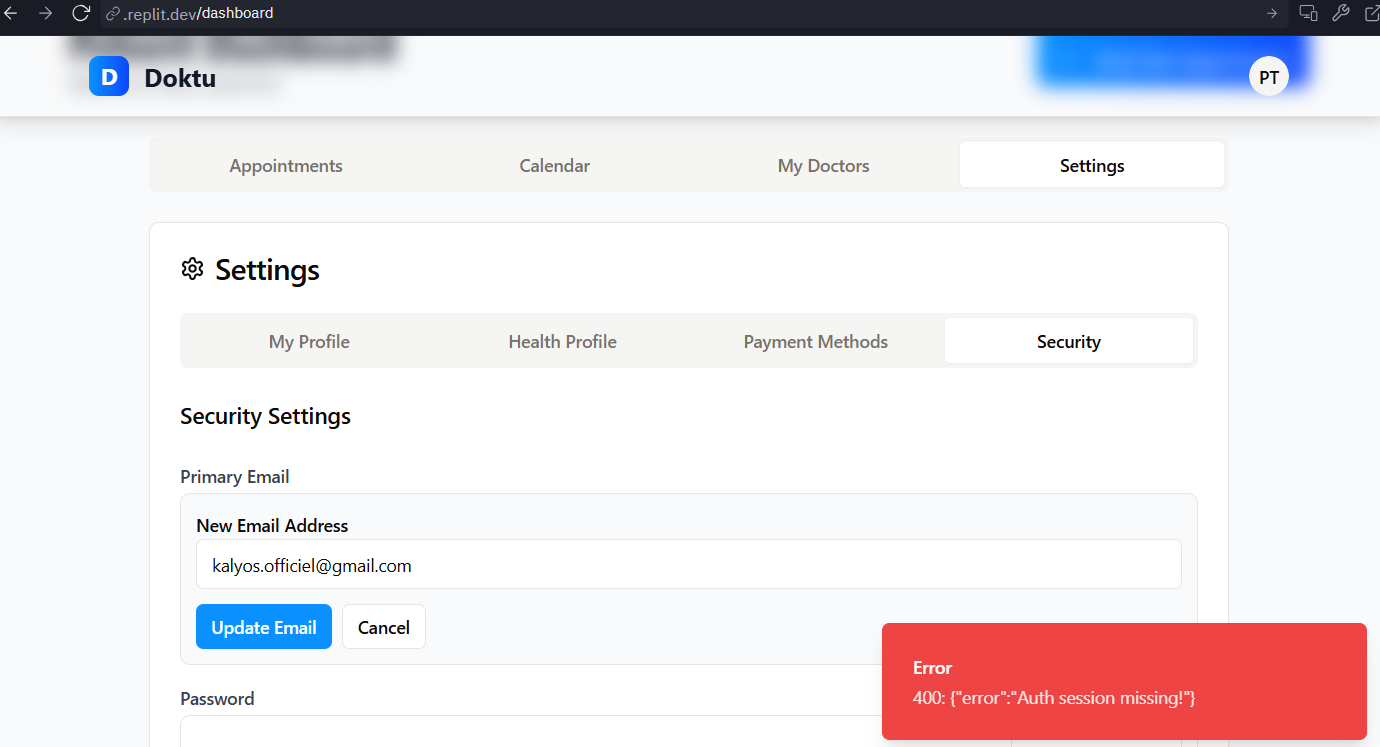 .replit.dev/dashboard
D Doktu
PT
Appointments Calendar My Doctors Settings
Settings
My Profile Health Profile Payment Methods Security
Security Settings
Primary Email
New Email Address
kalyos.officiel@gmail.com
Update Email Cancel
Password
Error
400: {"error":"Auth session missing!"}